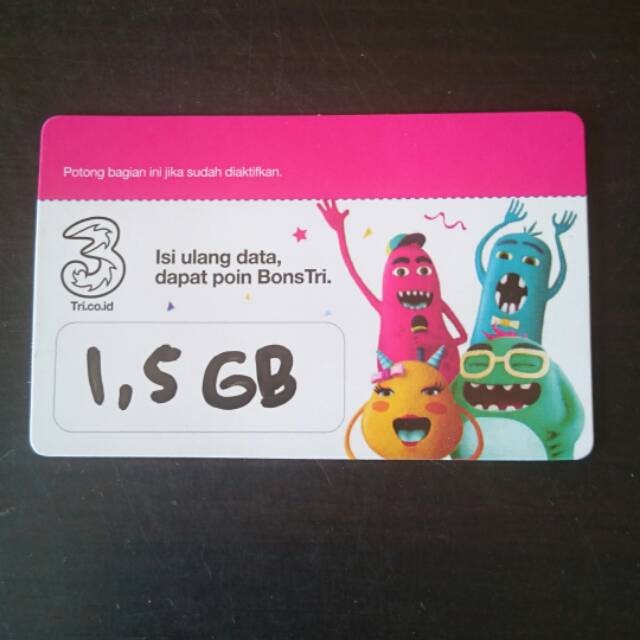 Potong bagian ini jika sudah diaktifkan.
3
Tri.co.id
Isi ulang data,
dapat poin BonsTri.
1,5 GB